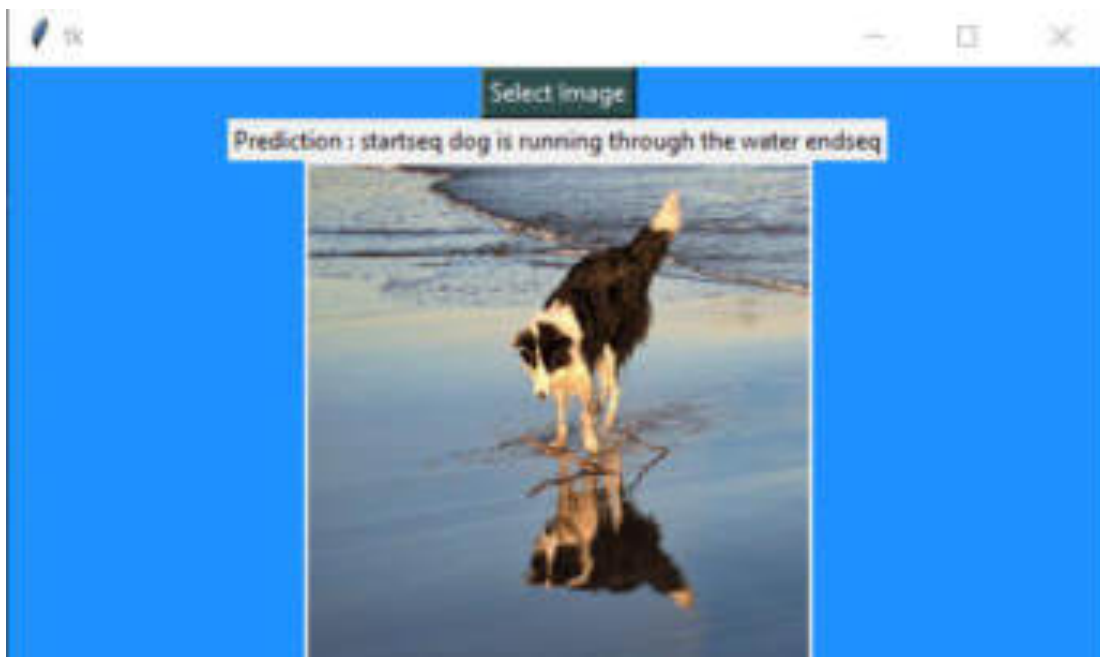 tk
Select Image
Prediction : startseq dog is running through the water endseq